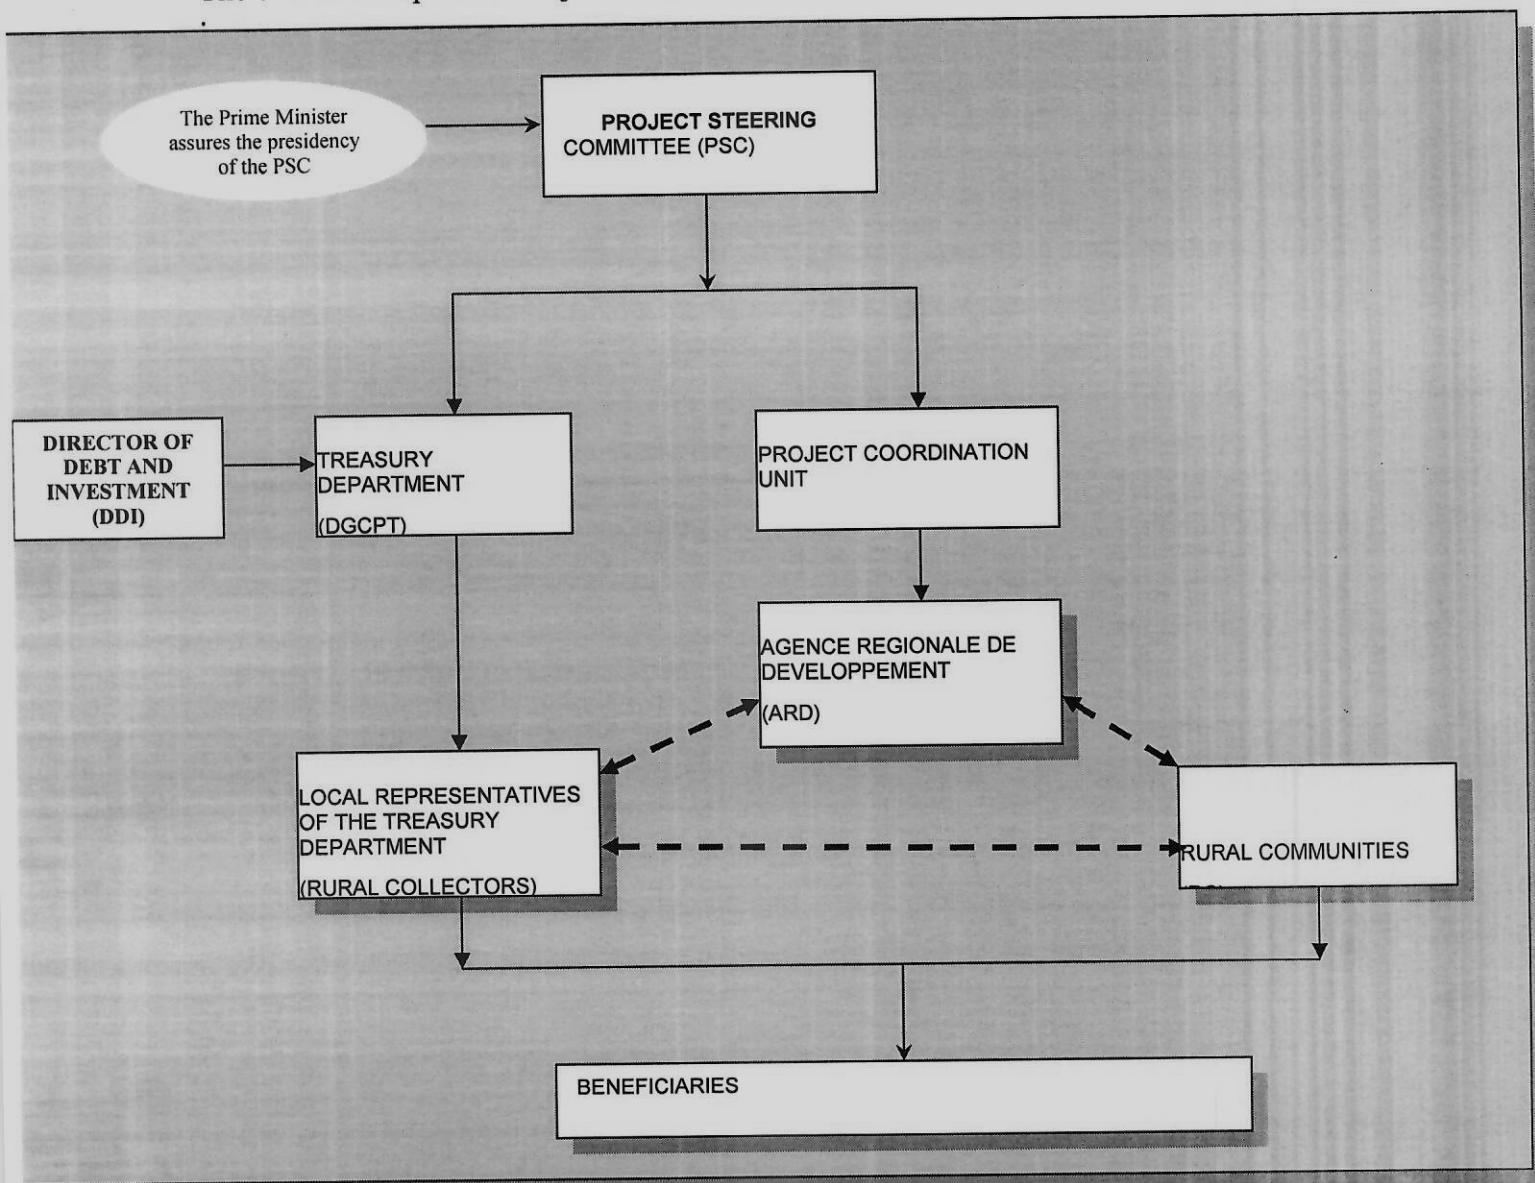 The Prime Minister
assures the presidency
of the PSC
PROJECT STEERING
COMMITTEE (PSC)
DIRECTOR OF
DEBT AND
INVESTMENT
(DDI)
TREASURY
DEPARTMENT
(DGCPT)
PROJECT COORDINATION
UNIT
AGENCE REGIONALE DE
DEVELOPPEMENT
(ARD)
LOCAL REPRESENTATIVES
OF THE TREASURY
DEPARTMENT
(RURAL COLLECTORS)
RURAL COMMUNITIES
BENEFICIARIES